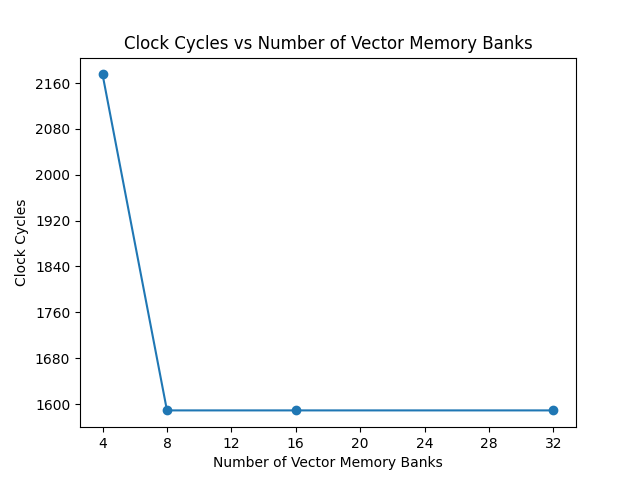 Clock Cycles vs Number of Vector Memory Banks
2160
2080
2000
1920
1840
1760
1680
1600
Clock Cycles
4 8 12 16 20 24 28 32
Number of Vector Memory Banks